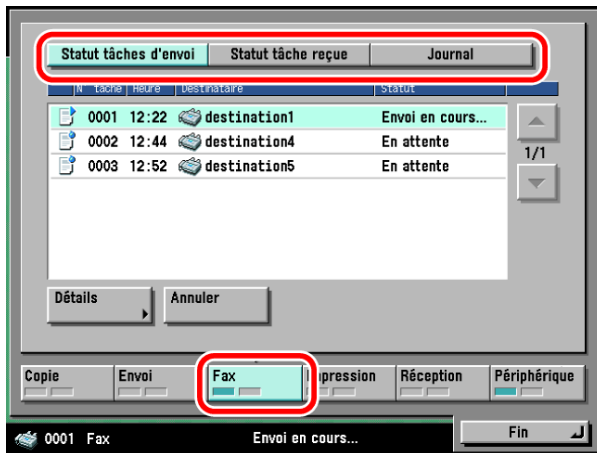 Statut tâches d'envoi Statut tâche reçue Journal
N tâche Heure Destinataire Statut
0001 12:22 destination1 Envoi en cours...
0002 12:44 destination4 En attente
0003 12:52 destination5 En attente
1/1
Détails Annuler
Copie Envoi Fax pression Réception Périphérique
0001 Fax Envoi en cours... Fin